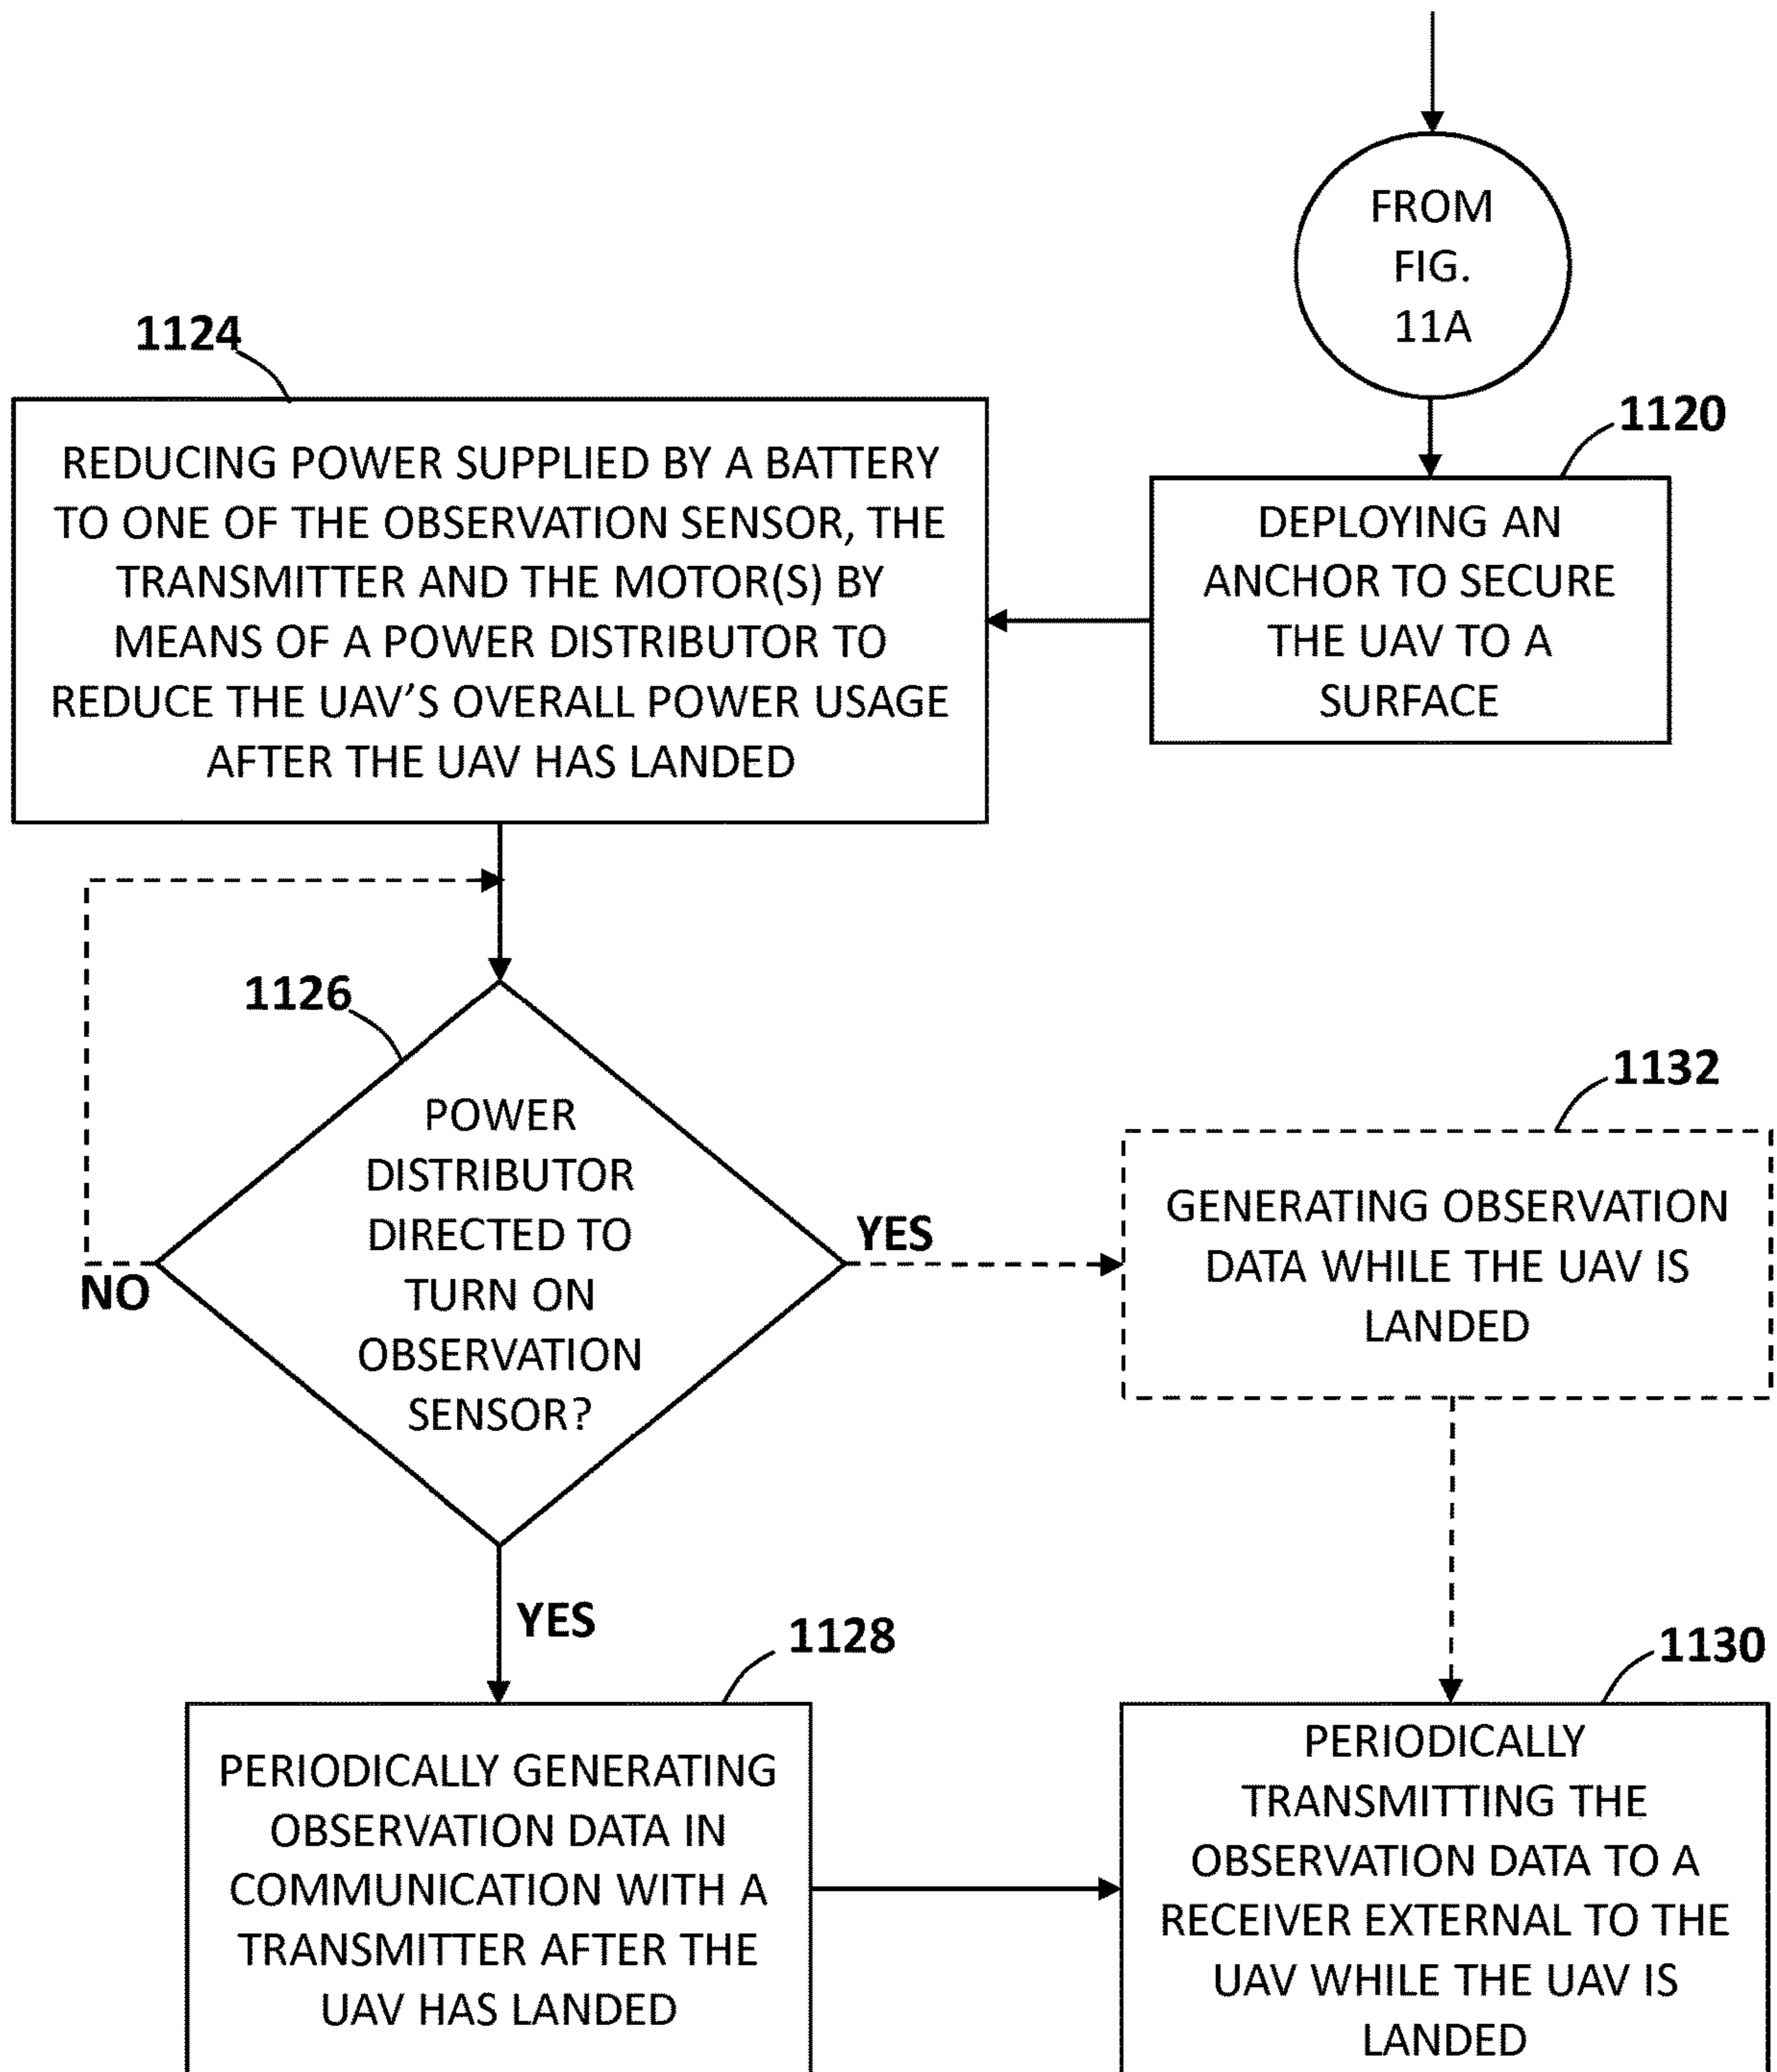 FROM
FIG.
11A
1120
DEPLOYING AN
ANCHOR TO SECURE
THE UAV TO A
SURFACE
1124
REDUCING POWER SUPPLIED BY A BATTERY
TO ONE OF THE OBSERVATION SENSOR, THE
TRANSMITTER AND THE MOTOR(S) BY
MEANS OF A POWER DISTRIBUTOR TO
REDUCE THE UAV’S OVERALL POWER USAGE
AFTER THE UAV HAS LANDED
1126
POWER
DISTRIBUTOR
DIRECTED TO
TURN ON
OBSERVATION
SENSOR?
NO
YES
1132
GENERATING OBSERVATION
DATA WHILE THE UAV IS
LANDED
YES
1128
PERIODICALLY GENERATING
OBSERVATION DATA IN
COMMUNICATION WITH A
TRANSMITTER AFTER THE
UAV HAS LANDED
1130
PERIODICALLY
TRANSMITTING THE
OBSERVATION DATA TO A
RECEIVER EXTERNAL TO THE
UAV WHILE THE UAV IS
LANDED